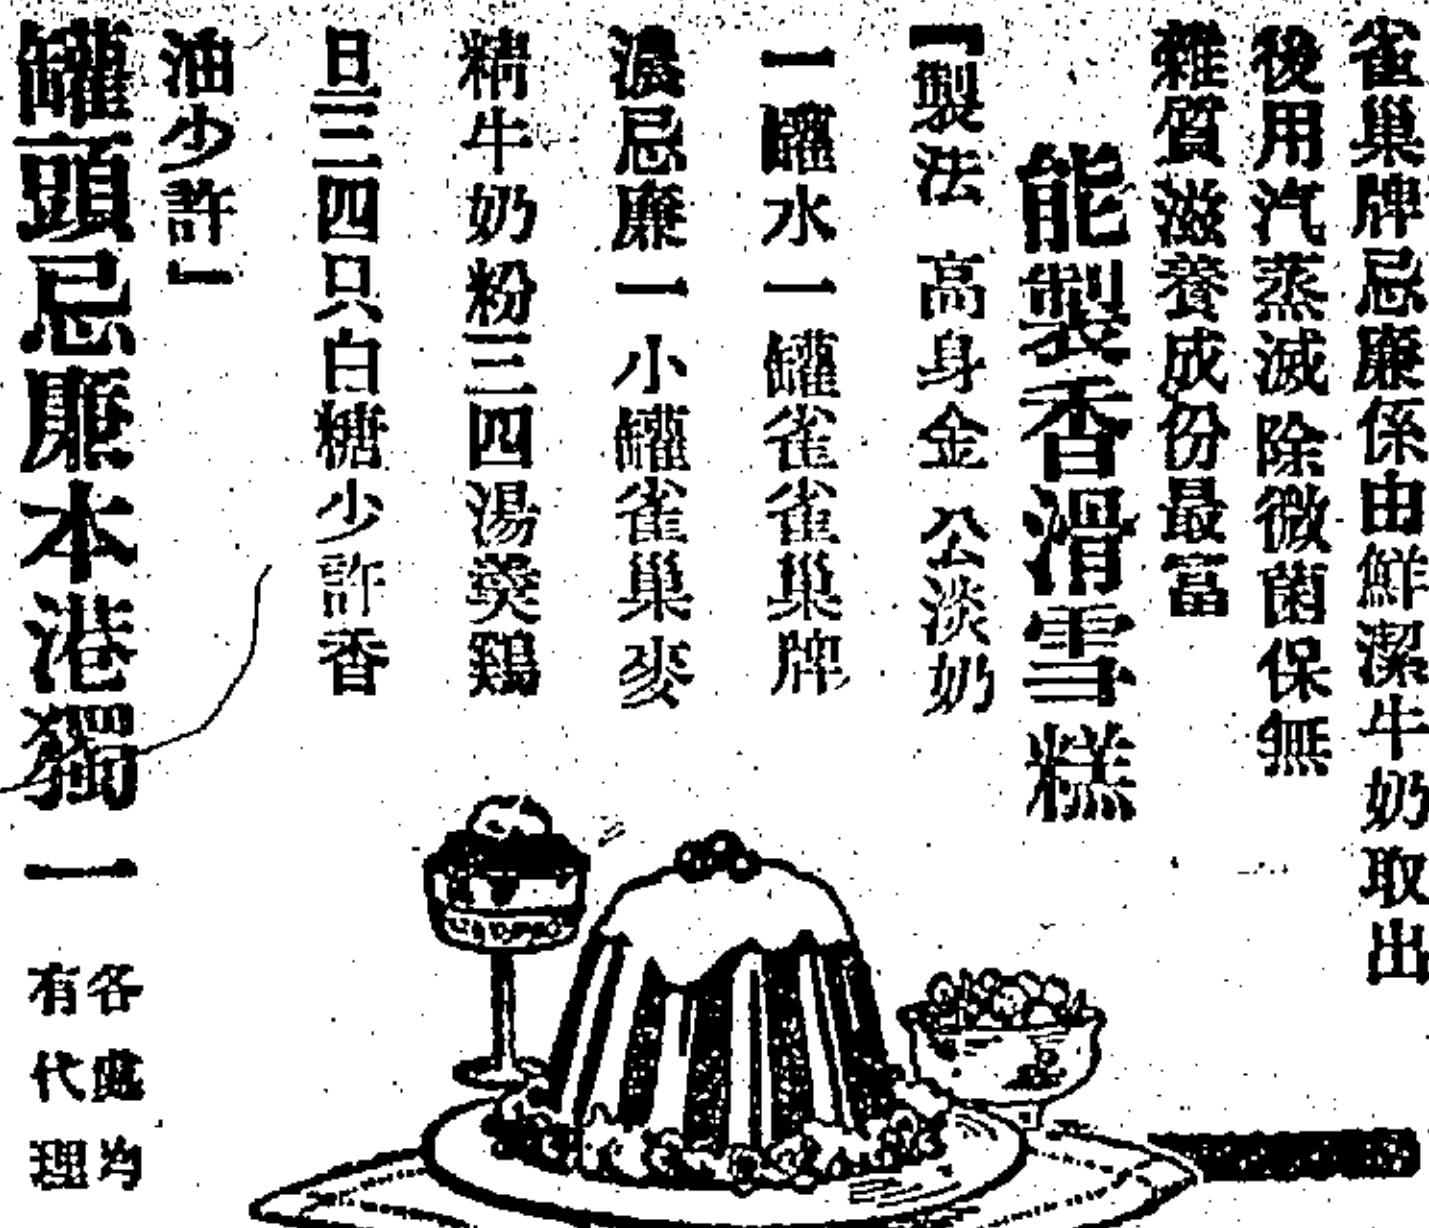 雀巢牌忌廉係由鮮潔牛奶取出
後用汽蒸滅除微菌保無
雜質滋養成份最富
能製香滑雪糕
『製法 高身金公淡奶
一罐水一罐雀雀巢牌
濃忌廉一小罐雀巢麥
精牛奶粉三四湯羮鷄
旦三四只白糖少許香
油少許』
罐頭忌廉本港獨一
各處均
有代理